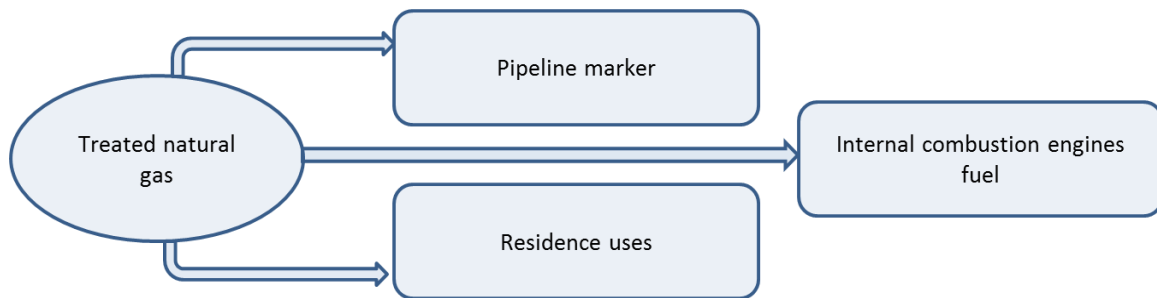 Pipeline marker
Treated natural
gas
Internal combustion engines
fuel
Residence uses